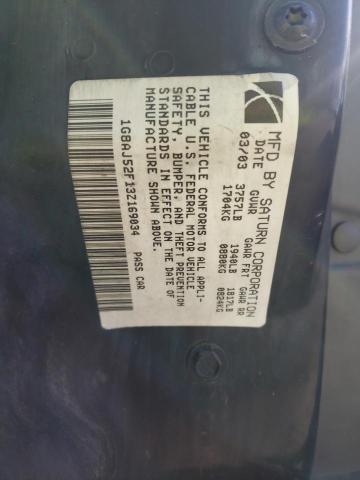 MFD BY SATURN CORPORATION
DATE GVWR GAWR FRT GAWR RR
03/03 3757LB 1940LB 1817LB
1704KG 0880KG 0824KG
THIS VEHICLE CONFORMS TO ALL APPLI-
CABLE U.S. FEDERAL MOTOR VEHICLE
SAFETY, BUMPER, AND THEFT PREVENTION
STANDARDS IN EFFECT ON THE DATE OF
MANUFACTURE SHOWN ABOVE.
1G8AJ52F13Z169034 PASS CAR